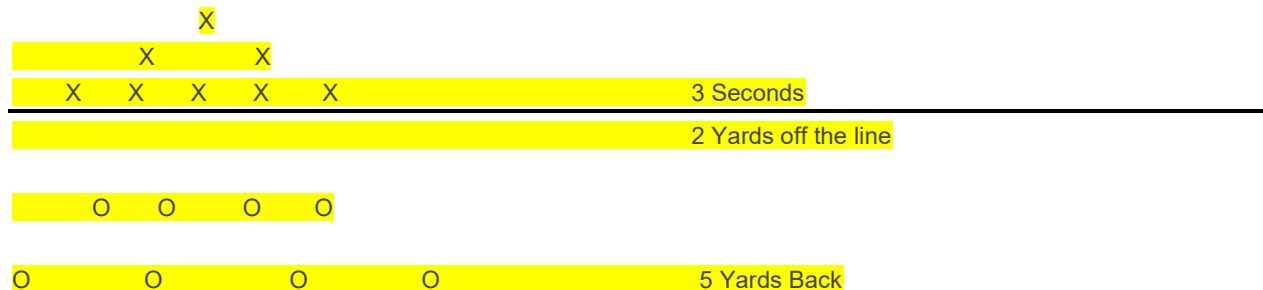 X
X X
X X X X X 3 Seconds
2 Yards off the line
O O O O
O O O O 5 Yards Back